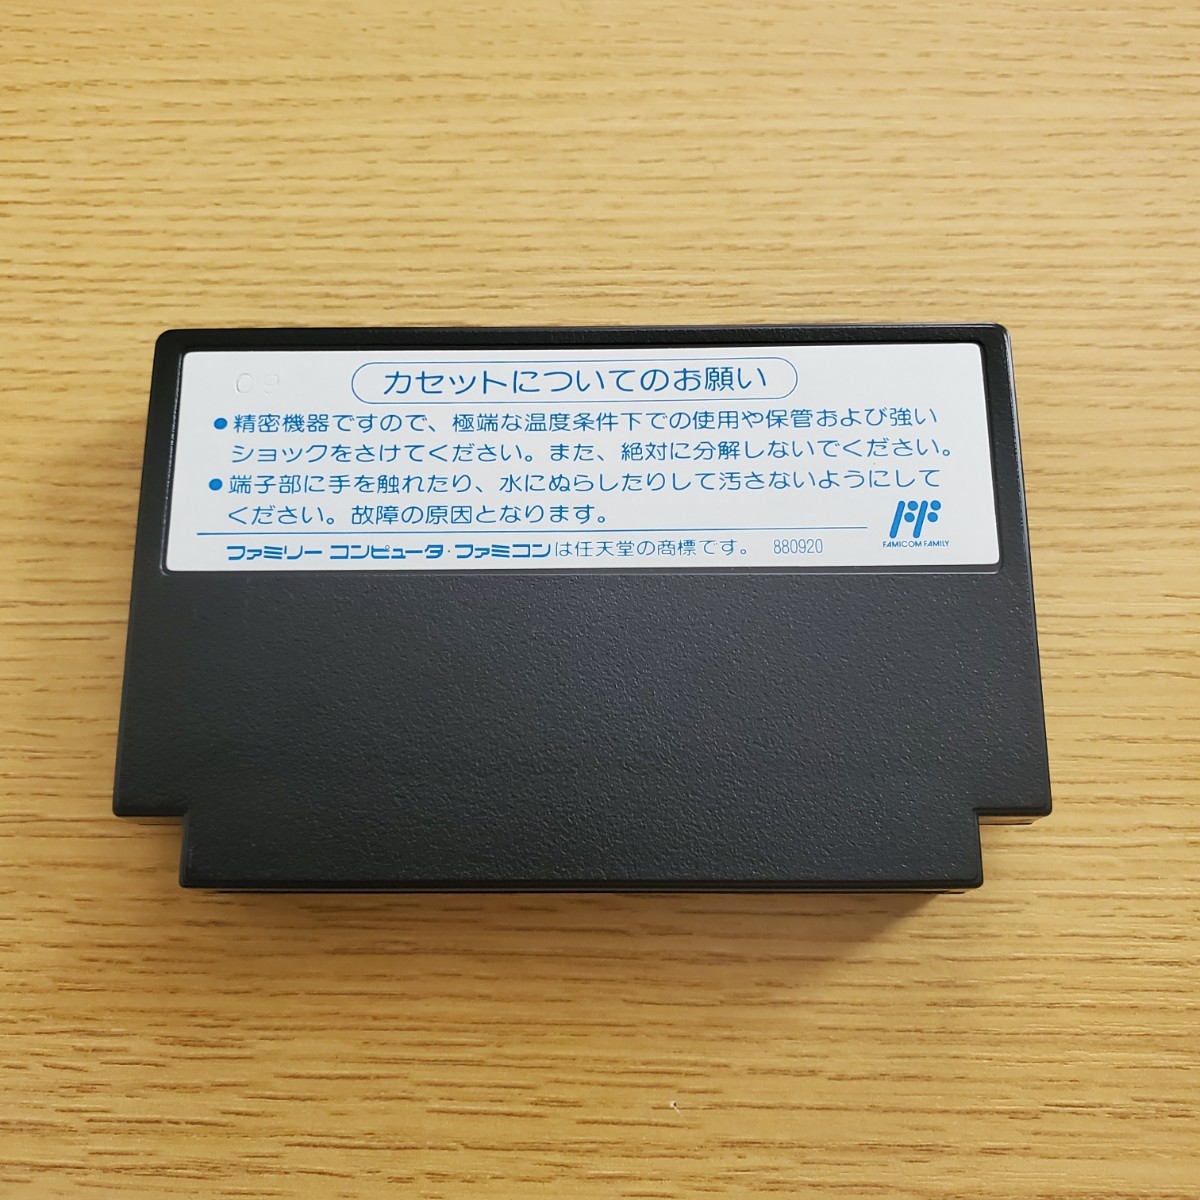 09
カセットについてのお願い
●精密機器ですので、極端な温度条件下での使用や保管および強い
ショックをさけてください。また、絶対に分解しないでください。
●端子部に手を触れたり、水にぬらしたりして汚さないようにして
ください。故障の原因となります。
FAMICOM FAMILY
ファミリー コンピュータ・ファミコンは任天堂の商標です。 880920